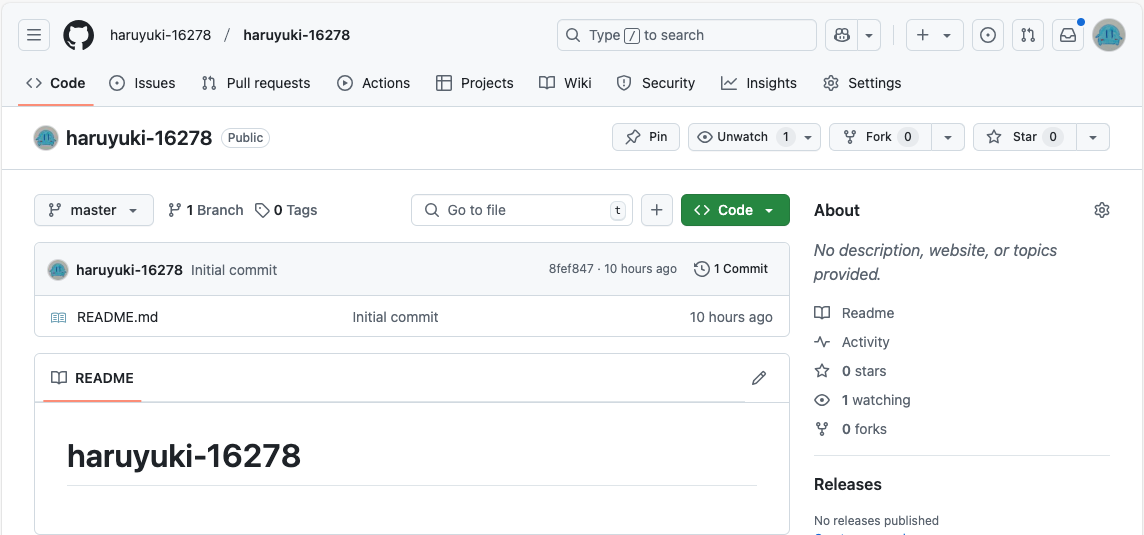 haruyuki-16278 / haruyuki-16278 Type / to search
Code Issues Pull requests Actions Projects Wiki Security Insights Settings
haruyuki-16278 Public Pin Unwatch 1 Fork 0 Star 0
master 1 Branch 0 Tags Go to file t Code
haruyuki-16278 Initial commit 8fef847 · 10 hours ago 1 Commit
README.md Initial commit 10 hours ago
README
haruyuki-16278
About
No description, website, or topics
provided.
Readme
Activity
0 stars
1 watching
0 forks
Releases
No releases published